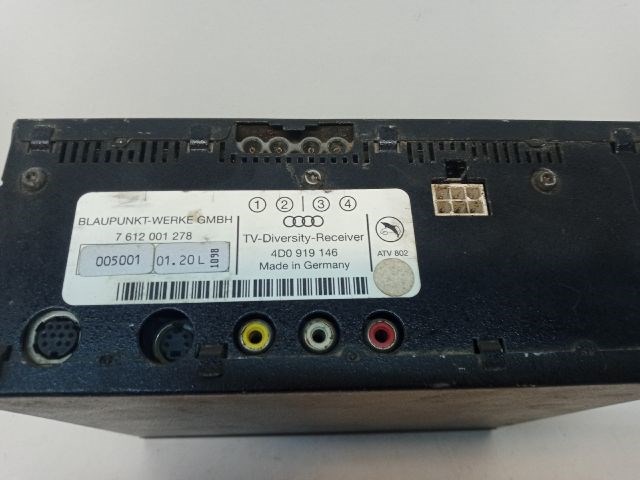 ① ② ③ ④
BLAUPUNKT-WERKE GMBH
7 612 001 278
005001
01.20L
1098
TV-Diversity-Receiver
4D0 919 146
Made in Germany
ATV 802